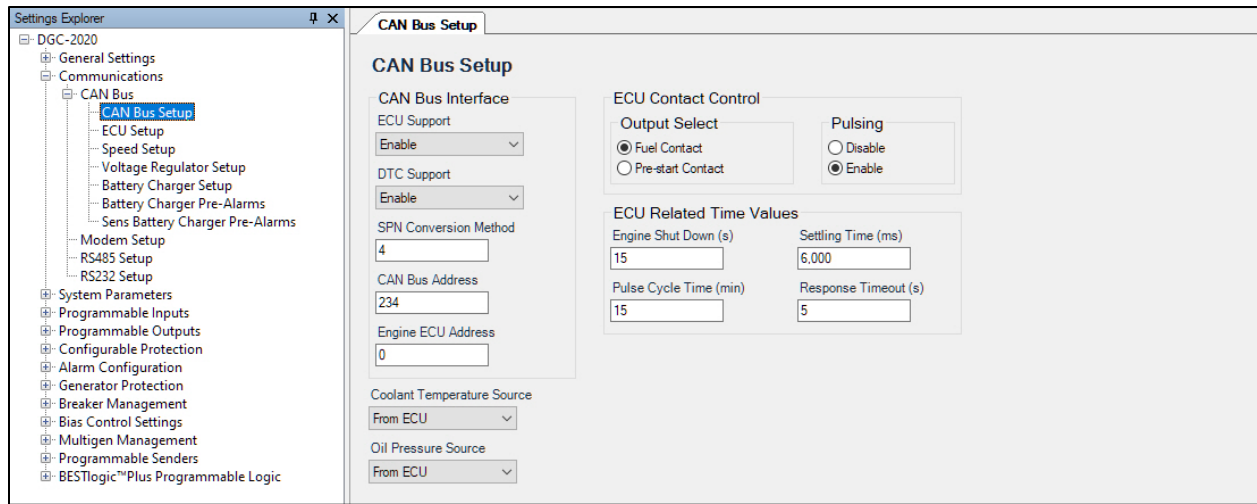 Settings Explorer
DGC-2020
General Settings
Communications
CAN Bus
CAN Bus Setup
ECU Setup
Speed Setup
Voltage Regulator Setup
Battery Charger Setup
Battery Charger Pre-Alarms
Sens Battery Charger Pre-Alarms
Modem Setup
RS485 Setup
RS232 Setup
System Parameters
Programmable Inputs
Programmable Outputs
Configurable Protection
Alarm Configuration
Generator Protection
Breaker Management
Bias Control Settings
Multigen Management
Programmable Senders
BESTlogic™Plus Programmable Logic
CAN Bus Setup
CAN Bus Setup
CAN Bus Interface
ECU Support
Enable
DTC Support
Enable
SPN Conversion Method
4
CAN Bus Address
234
Engine ECU Address
0
Coolant Temperature Source
From ECU
Oil Pressure Source
From ECU
ECU Contact Control
Output Select
Fuel Contact
Pre-start Contact
Pulsing
Disable
Enable
ECU Related Time Values
Engine Shut Down (s)
15
Settling Time (ms)
6,000
Pulse Cycle Time (min)
15
Response Timeout (s)
5